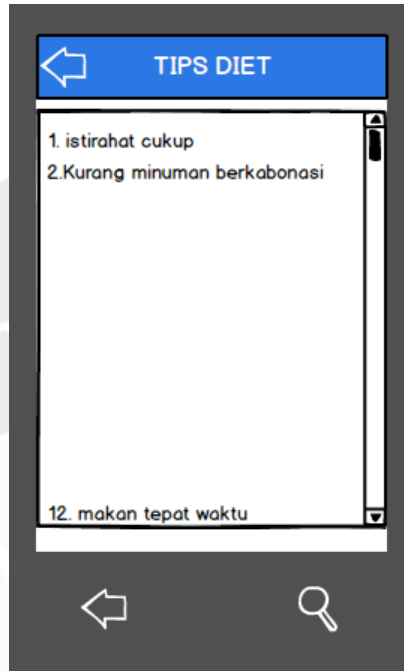 TIPS DIET
1. istirahat cukup
2.Kurang minuman berkabonasi
12. makan tepat waktu